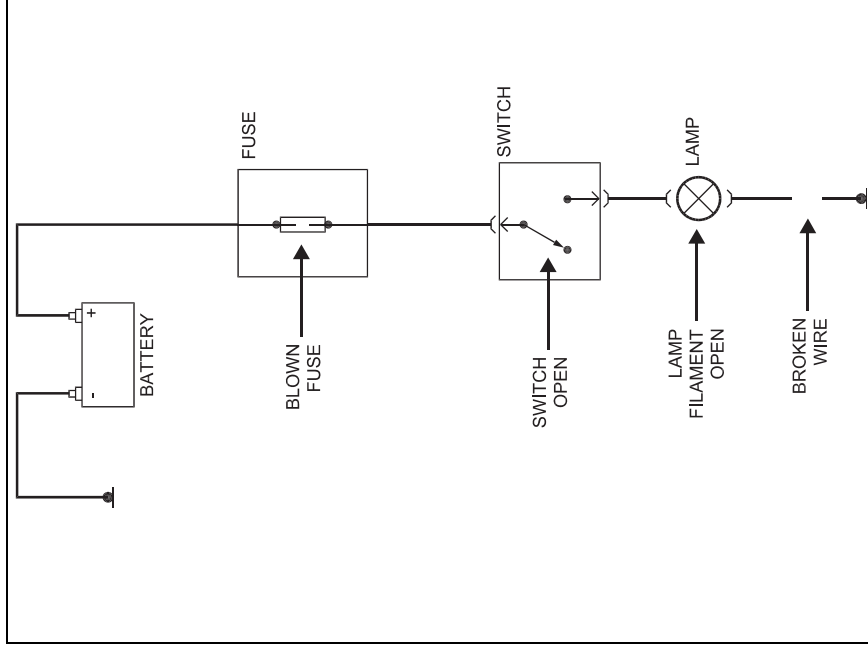 FUSE
SWITCH
LAMP
+
-
BATTERY
BLOWN
FUSE
SWITCH
OPEN
LAMP
FILAMENT
OPEN
BROKEN
WIRE